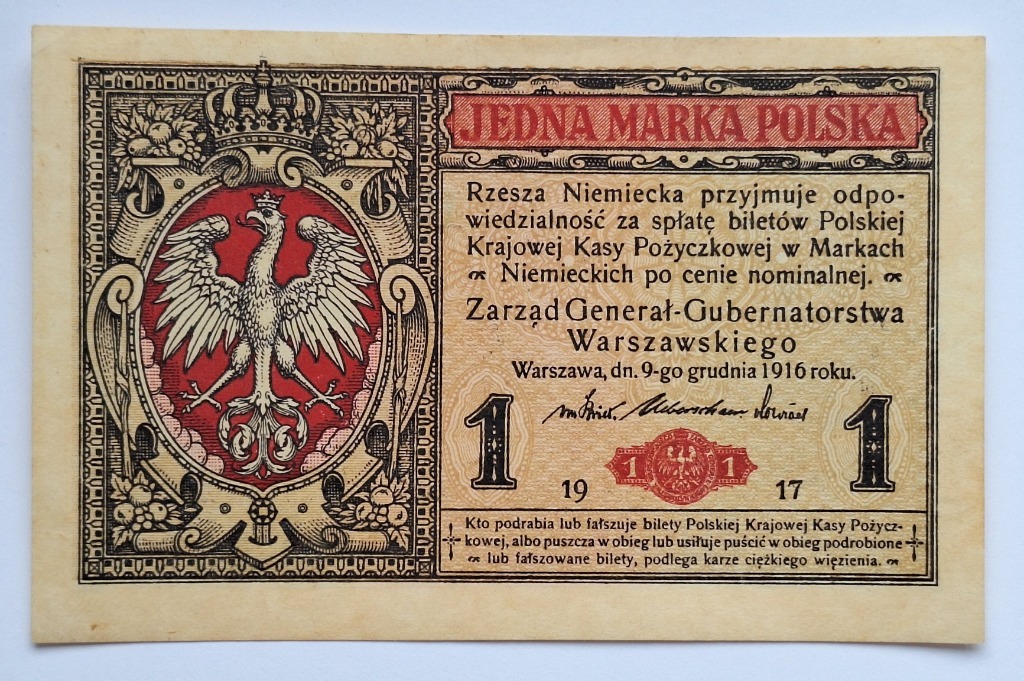 JEDNA MARKA POLSKA
Rzesza Niemiecka przyjmuje odpo-
wiedzialność za spłatę biletów Polskiej
Krajowej Kasy Pożyczkowej w Markach
Niemieckich po cenie nominalnej.
Zarząd Generał-Gubernatorstwa
Warszawskiego
Warszawa, dn. 9-go grudnia 1916 roku.
1 1
1 1
19 17
Kto podrabia lub fałszuje bilety Polskiej Krajowej Kasy Pożycz-
kowej, albo puszcza w obieg lub usiłuje puścić w obieg podrobione
lub fałszowane bilety, podlega karze ciężkiego więzienia.